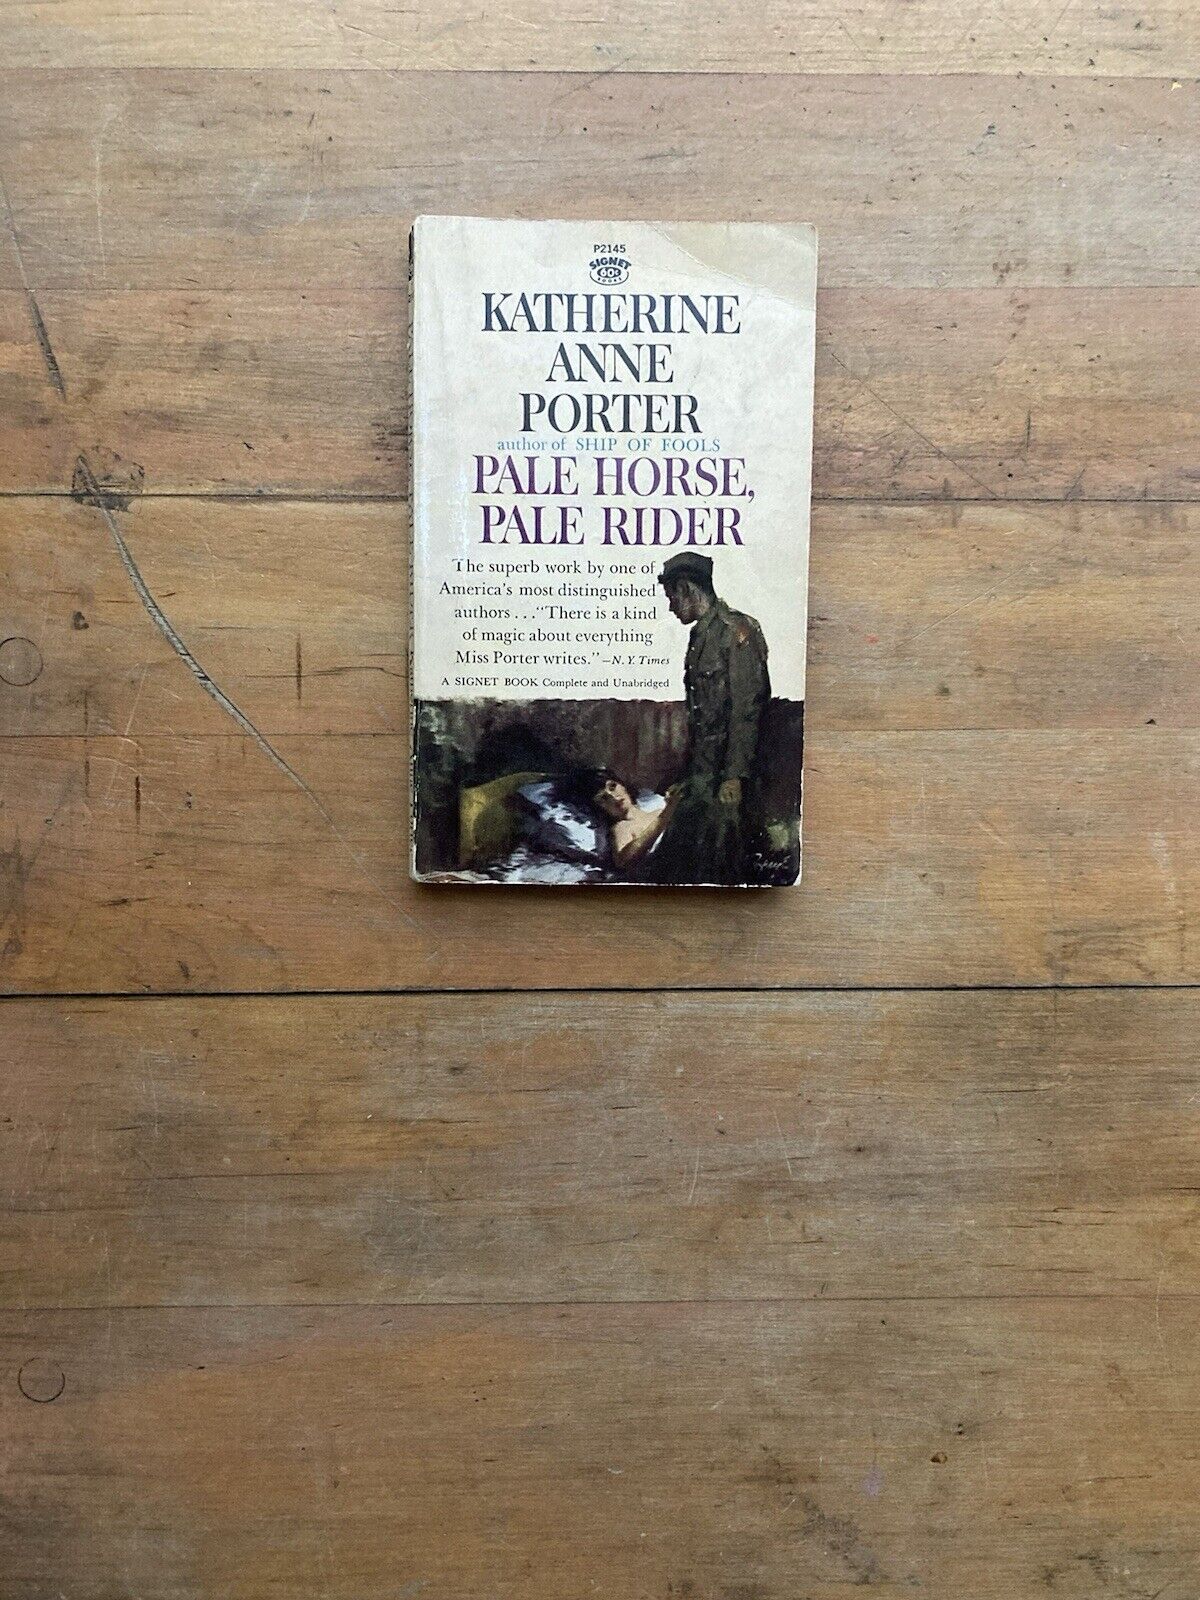 P2145
SIGNET
60¢
BOOKS
KATHERINE
ANNE
PORTER
author of SHIP OF FOOLS
PALE HORSE,
PALE RIDER
The superb work by one of
America's most distinguished
authors . . . "There is a kind
of magic about everything
Miss Porter writes." —N. Y. Times
A SIGNET BOOK Complete and Unabridged